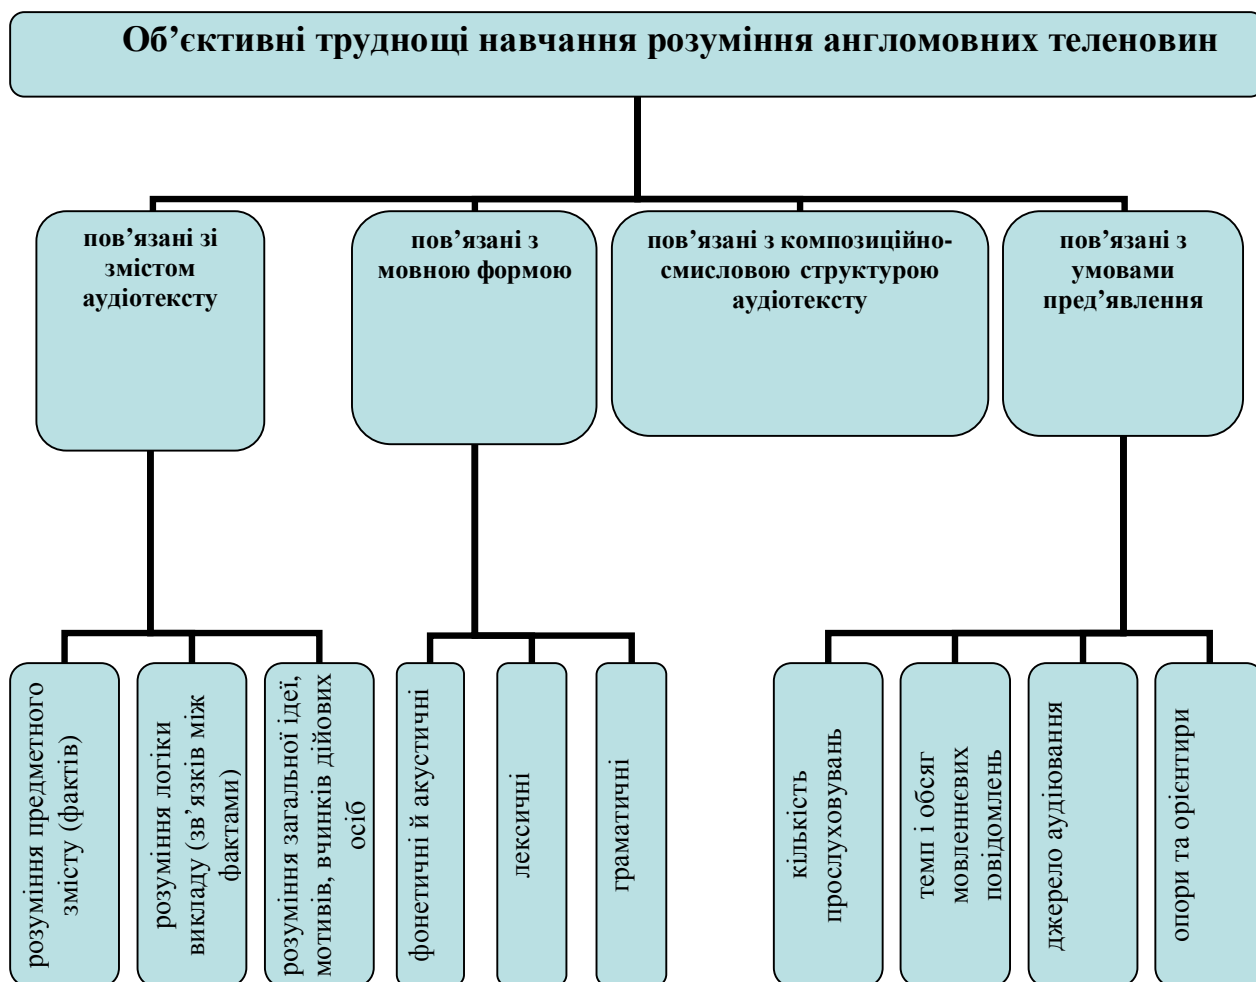 Об’єктивні труднощі навчання розуміння англомовних теленовин
пов’язані зі
змістом
аудіотексту
пов’язані з
мовною формою
пов’язані з композиційно-
смисловою структурою
аудіотексту
пов’язані з
умовами
пред’явлення
розуміння предметного
змісту (фактів)
розуміння логіки
викладу (зв’язків між
фактами)
розуміння загальної ідеї,
мотивів, вчинків дійових
осіб
фонетичні й акустичні
лексичні
граматичні
кількість
прослуховувань
темп і обсяг
мовленнєвих
повідомлень
джерело аудіювання
опори та орієнтири